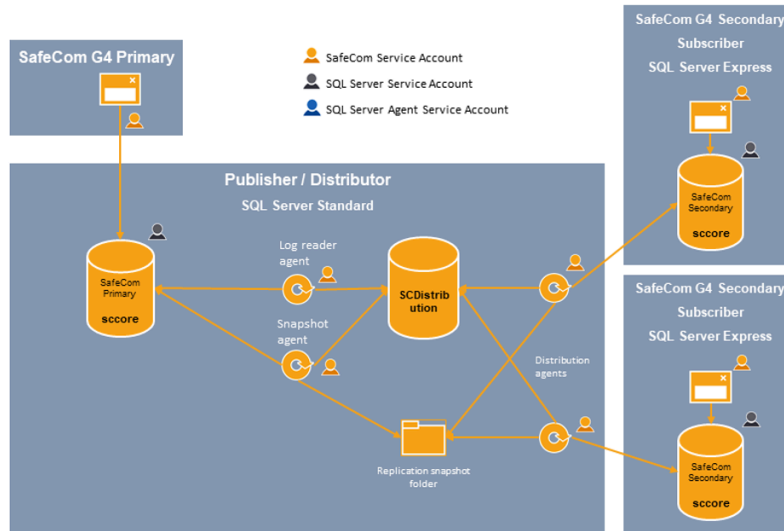 SafeCom G4 Primary
SafeCom Service Account
SQL Server Service Account
SQL Server Agent Service Account
SafeCom G4 Secondary
Subscriber
SQL Server Express
SafeCom
Secondary
sccore
Publisher / Distributor
SQL Server Standard
Log reader
agent
SafeCom
Primary
sccore
SCDistrib
ution
Snapshot
agent
Distribution
agents
Replication snapshot
folder
SafeCom G4 Secondary
Subscriber
SQL Server Express
SafeCom
Secondary
sccore